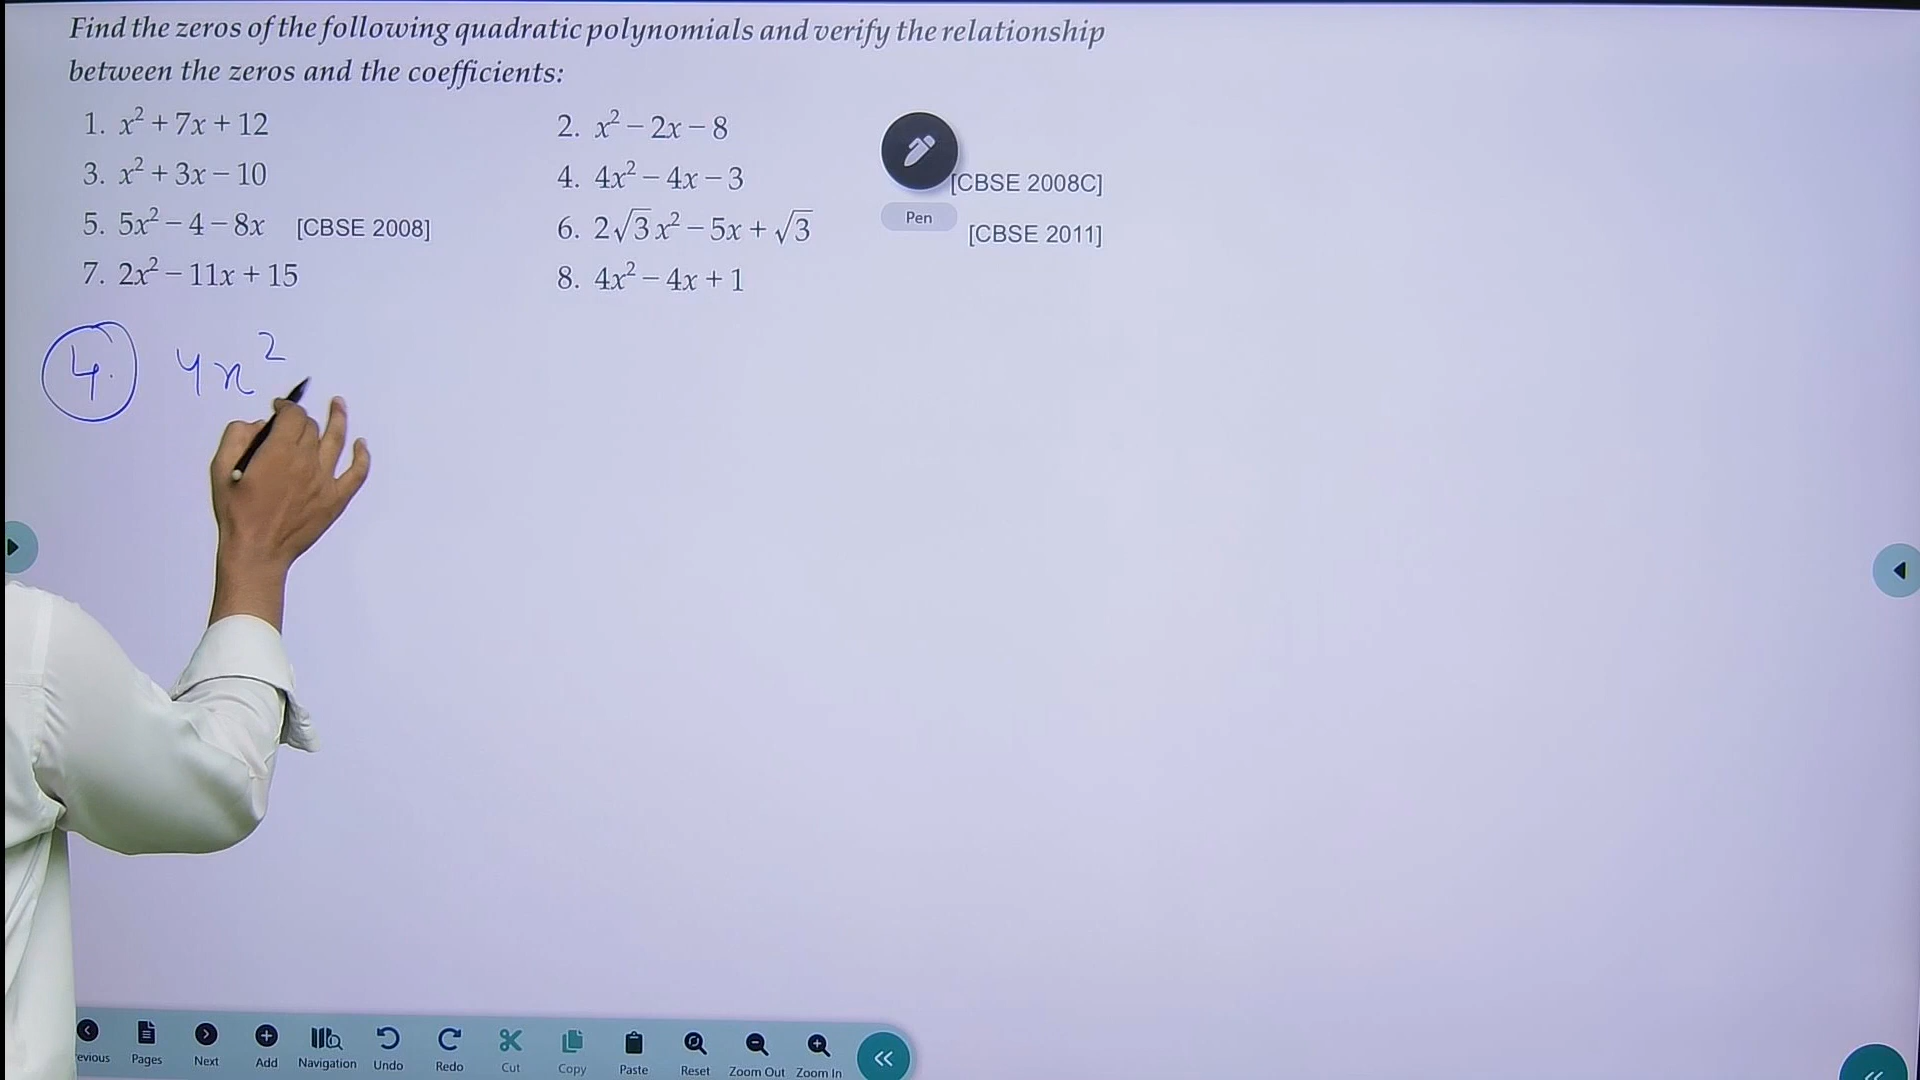 Find the zeros of the following quadratic polynomials and verify the relationship
between the zeros and the coefficients:
1. x² + 7x + 12 2. x² − 2x − 8
3. x² + 3x − 10 4. 4x² − 4x − 3 [CBSE 2008C]
5. 5x² − 4 − 8x [CBSE 2008] 6. 2√3x² − 5x + √3 [CBSE 2011]
Pen
7. 2x² − 11x + 15 8. 4x² − 4x + 1
4. 4x²
evious Pages Next Add Navigation Undo Redo Cut Copy Paste Reset Zoom Out Zoom In